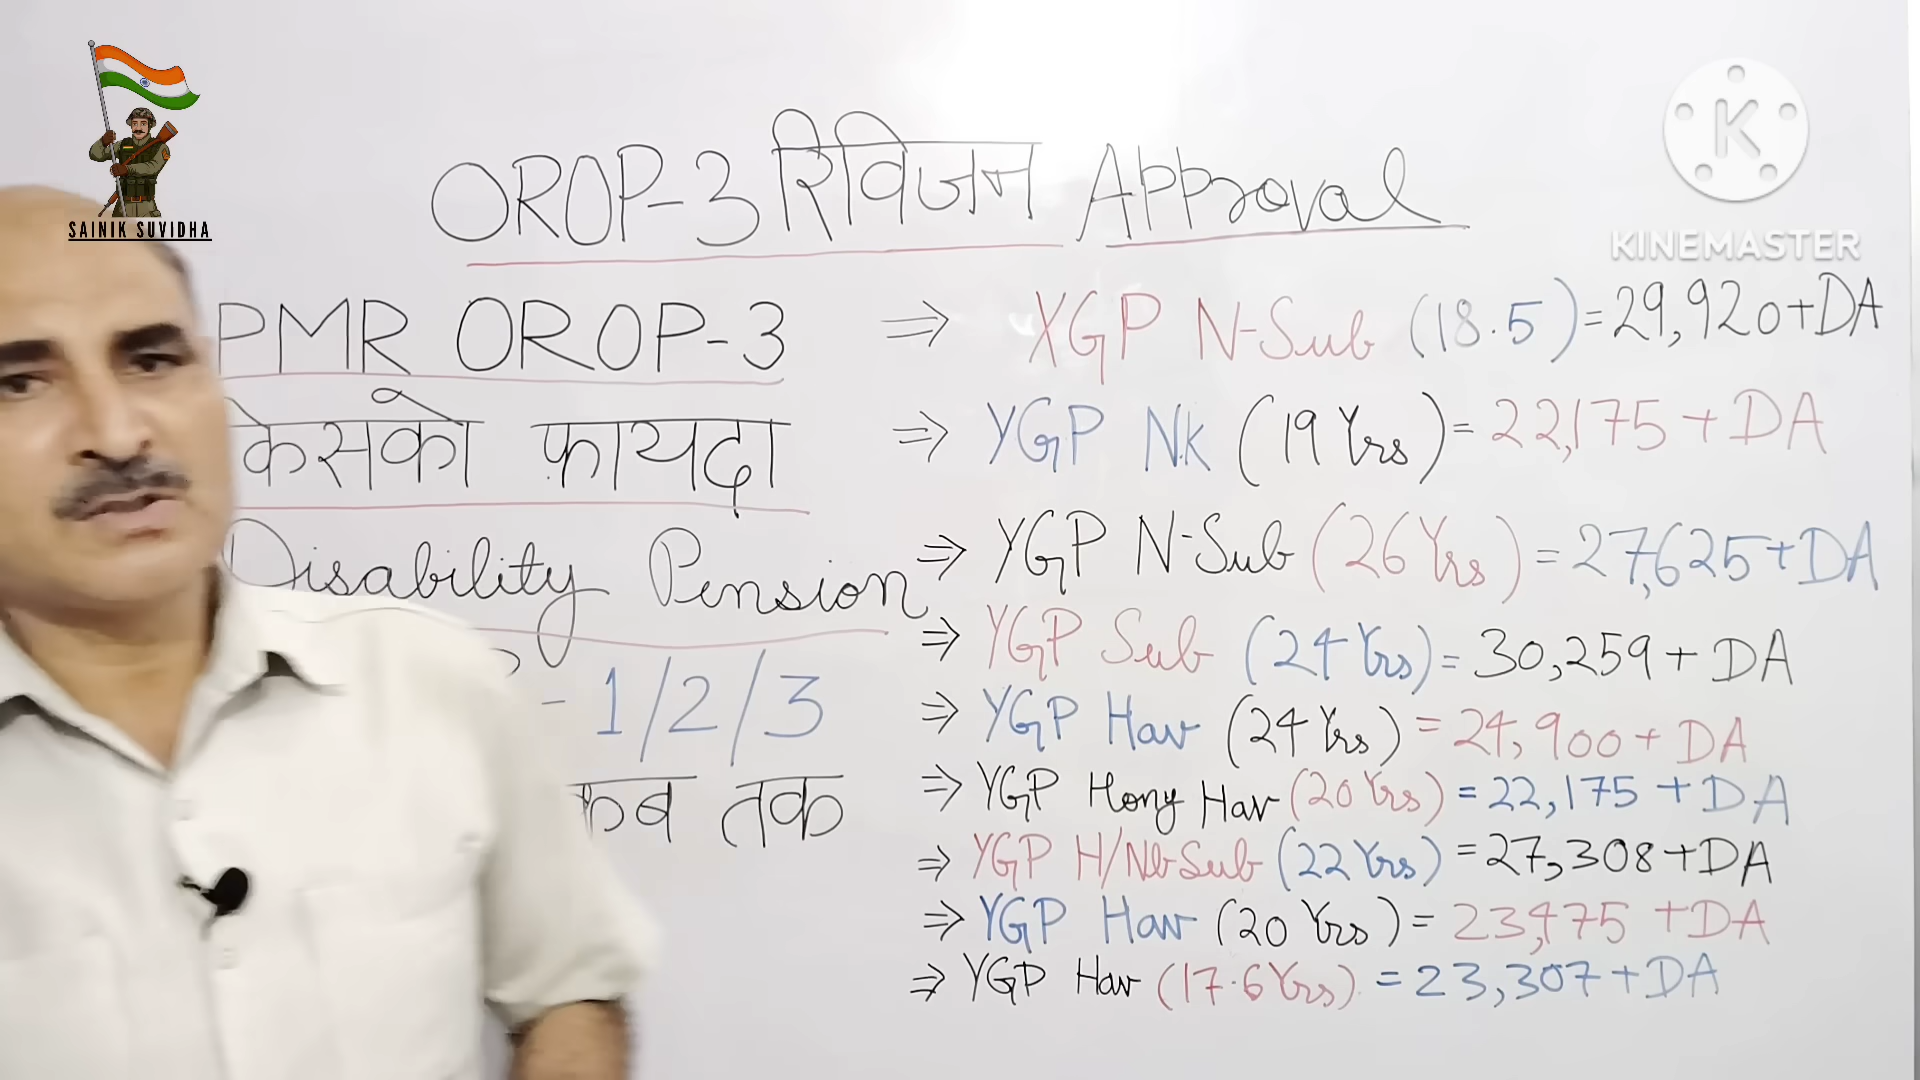 SAINIK SUVIDHA
KINEMASTER
OROP-3 रिविजन Approval
PMR OROP-3
केसको फ़ायदा
Disability Pension
- 1/2/3
कब तक
⇒ XGP N-Sub (18.5) = 29,920+DA
⇒ YGP NK (19 Yrs) = 22,175 + DA
⇒ YGP N-Sub (26 Yrs) = 27,625+DA
⇒ YGP Sub (24 Yrs) = 30,259 + DA
⇒ YGP Hav (24 Yrs) = 24,900 + DA
⇒ YGP Hony Hav (20 Yrs) = 22,175 + DA
⇒ YGP H/Nb Sub (22 Yrs) = 27,308+DA
⇒ YGP Hav (20 Yrs) = 23,475 +DA
⇒ YGP Hav (17.6 Yrs) = 23,307+DA